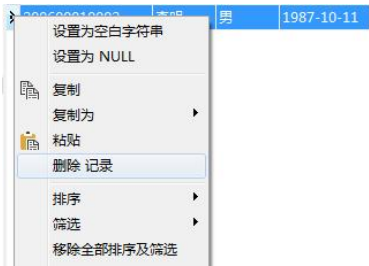 男 1987-10-11
设置为空白字符串
设置为 NULL
复制
复制为
粘贴
删除 记录
排序
筛选
移除全部排序及筛选